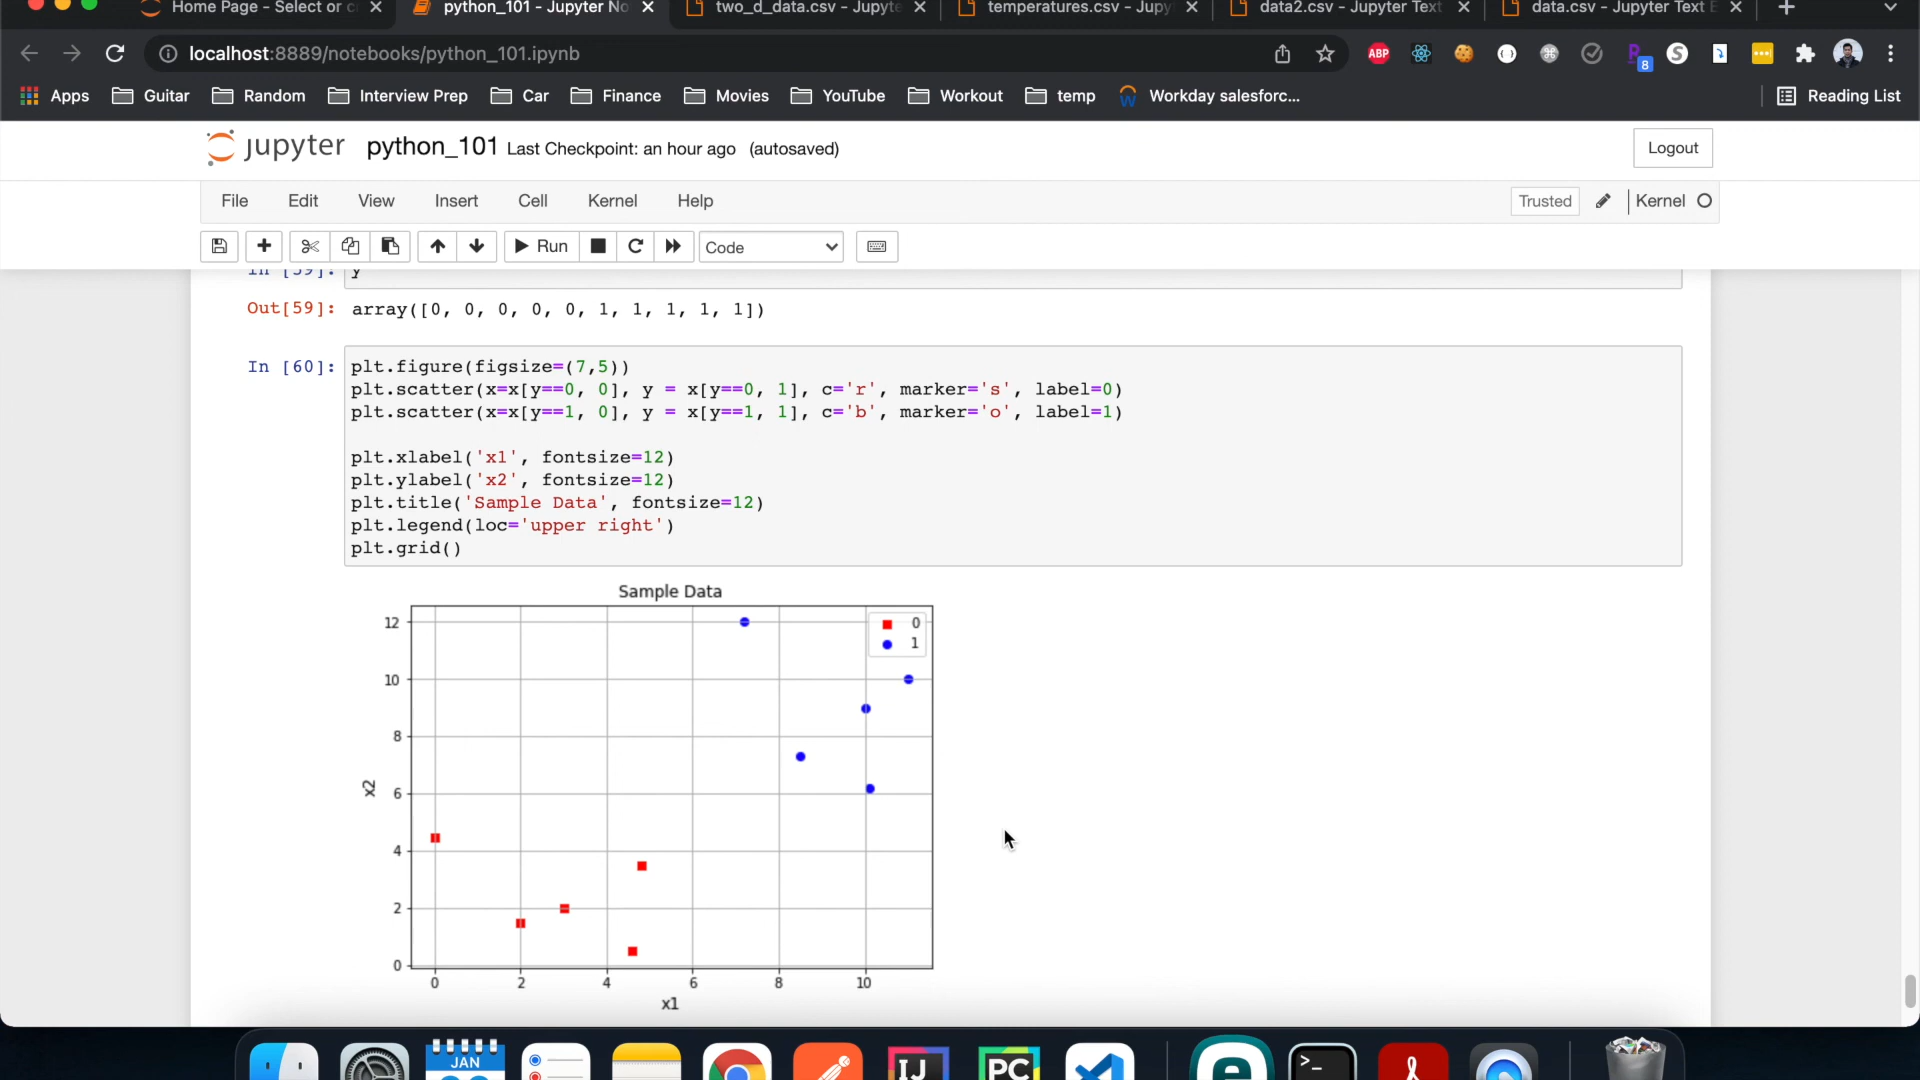 Home Page - Select or c
python_101 - Jupyter No
two_d_data.csv - Jupyte
temperatures.csv - Jupy
data2.csv - Jupyter Text
data.csv - Jupyter Text E
localhost:8889/notebooks/python_101.ipynb
ABP
8
S
Apps Guitar Random Interview Prep Car Finance Movies YouTube Workout temp Workday salesforc... Reading List
jupyter python_101 Last Checkpoint: an hour ago (autosaved) Logout
File Edit View Insert Cell Kernel Help Trusted Kernel
Run Code
In [59]: y
Out[59]: array([0, 0, 0, 0, 0, 1, 1, 1, 1, 1])
In [60]: plt.figure(figsize=(7,5))
plt.scatter(x=x[y==0, 0], y = x[y==0, 1], c='r', marker='s', label=0)
plt.scatter(x=x[y==1, 0], y = x[y==1, 1], c='b', marker='o', label=1)
plt.xlabel('x1', fontsize=12)
plt.ylabel('x2', fontsize=12)
plt.title('Sample Data', fontsize=12)
plt.legend(loc='upper right')
plt.grid()
Sample Data
0
1
12
10
8
6
4
2
0
x2
0 2 4 6 8 10
x1
JAN
IJ
PC
e
>_